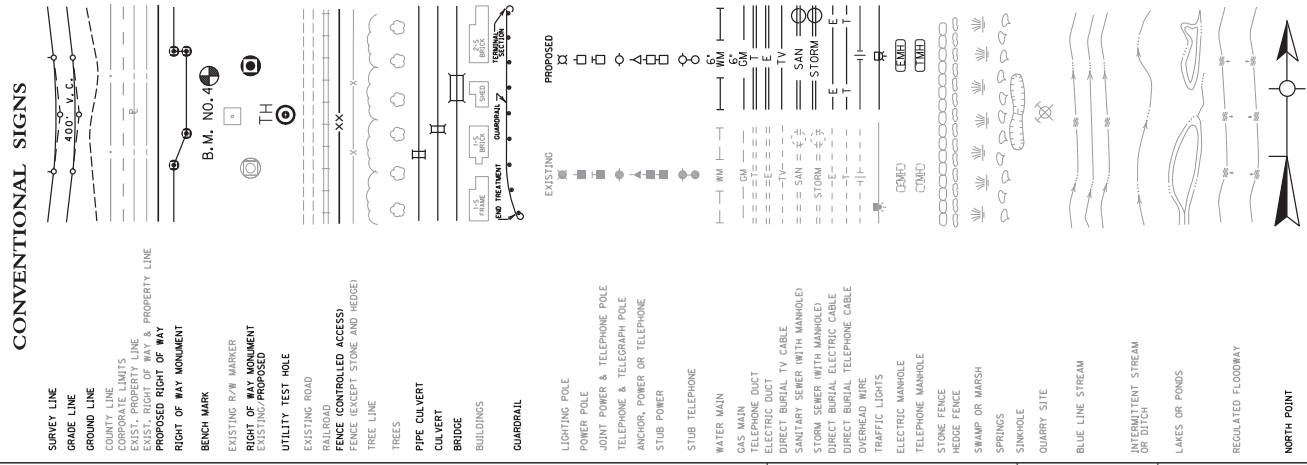 CONVENTIONAL SIGNS
SURVEY LINE
GRADE LINE
400' V.C.
GROUND LINE
COUNTY LINE
CORPORATE LIMITS
EXIST. PROPERTY LINE
EXIST. RIGHT OF WAY & PROPERTY LINE
PROPOSED RIGHT OF WAY
RIGHT OF WAY MONUMENT
BENCH MARK
B.M. NO. 4
EXISTING R/W MARKER
RIGHT OF WAY MONUMENT
EXISTING/PROPOSED
UTILITY TEST HOLE
TH
EXISTING ROAD
RAILROAD
FENCE (CONTROLLED ACCESS)
XX
FENCE (EXCEPT STONE AND HEDGE)
X X
TREE LINE
TREES
PIPE CULVERT
CULVERT
BRIDGE
BUILDINGS
1-S
FRAME
1-S
BRICK
SHED
2-S
BRICK
GUARDRAIL
END TREATMENT
GUARDRAIL
TERMINAL
SECTION
EXISTING PROPOSED
LIGHTING POLE
POWER POLE
JOINT POWER & TELEPHONE POLE
TELEPHONE & TELEGRAPH POLE
ANCHOR, POWER OR TELEPHONE
STUB POWER
STUB TELEPHONE
WATER MAIN WM 6" WM
GAS MAIN GM 6" GM
TELEPHONE DUCT T T
ELECTRIC DUCT E E
DIRECT BURIAL TV CABLE TV TV
SANITARY SEWER (WITH MANHOLE) SAN SAN
STORM SEWER (WITH MANHOLE) STORM STORM
DIRECT BURIAL ELECTRIC CABLE E E E
DIRECT BURIAL TELEPHONE CABLE T T T
OVERHEAD WIRE
TRAFFIC LIGHTS
ELECTRIC MANHOLE EMH EMH
TELEPHONE MANHOLE TMH TMH
STONE FENCE
HEDGE FENCE
SWAMP OR MARSH
SPRINGS
SINKHOLE
QUARRY SITE
BLUE LINE STREAM
INTERMITTENT STREAM
OR DITCH
LAKES OR PONDS
REGULATED FLOODWAY
NORTH POINT